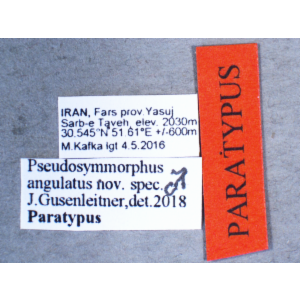 IRAN, Fars prov. Yasuj
Sarb-e Taveh, elev. 2030m
30.545°N 51.61°E +/-600m
M.Kafka lgt 4.5.2016
Pseudosymmorphus
angulatus nov. spec. ♂
J.Gusenleitner,det.2018
Paratypus
PARATYPUS